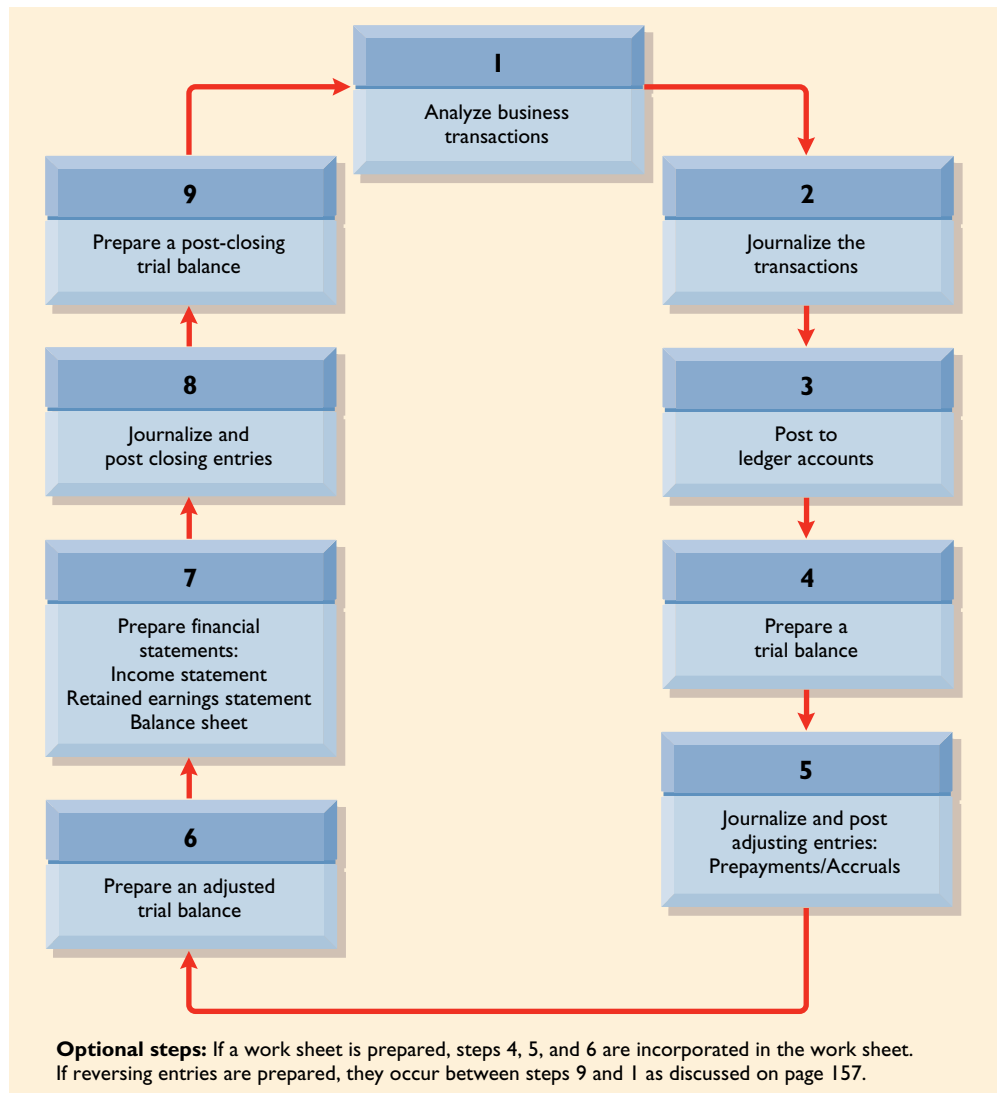 1
Analyze business
transactions
2
Journalize the
transactions
3
Post to
ledger accounts
4
Prepare a
trial balance
5
Journalize and post
adjusting entries:
Prepayments/Accruals
6
Prepare an adjusted
trial balance
7
Prepare financial
statements:
Income statement
Retained earnings statement
Balance sheet
8
Journalize and
post closing entries
9
Prepare a post-closing
trial balance
Optional steps: If a work sheet is prepared, steps 4, 5, and 6 are incorporated in the work sheet.
If reversing entries are prepared, they occur between steps 9 and 1 as discussed on page 157.